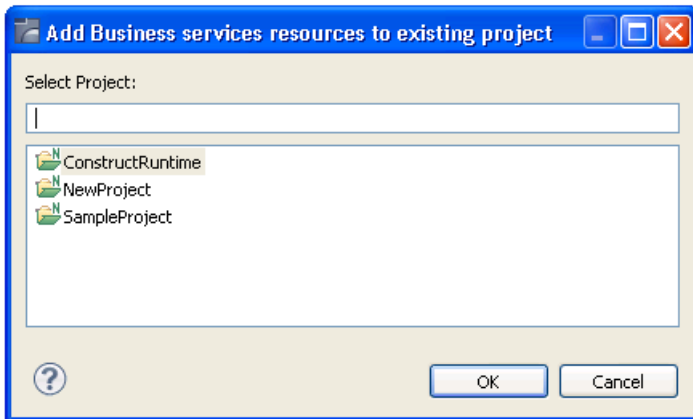 Add Business services resources to existing project
Select Project:
ConstructRuntime
NewProject
SampleProject
?
OK
Cancel